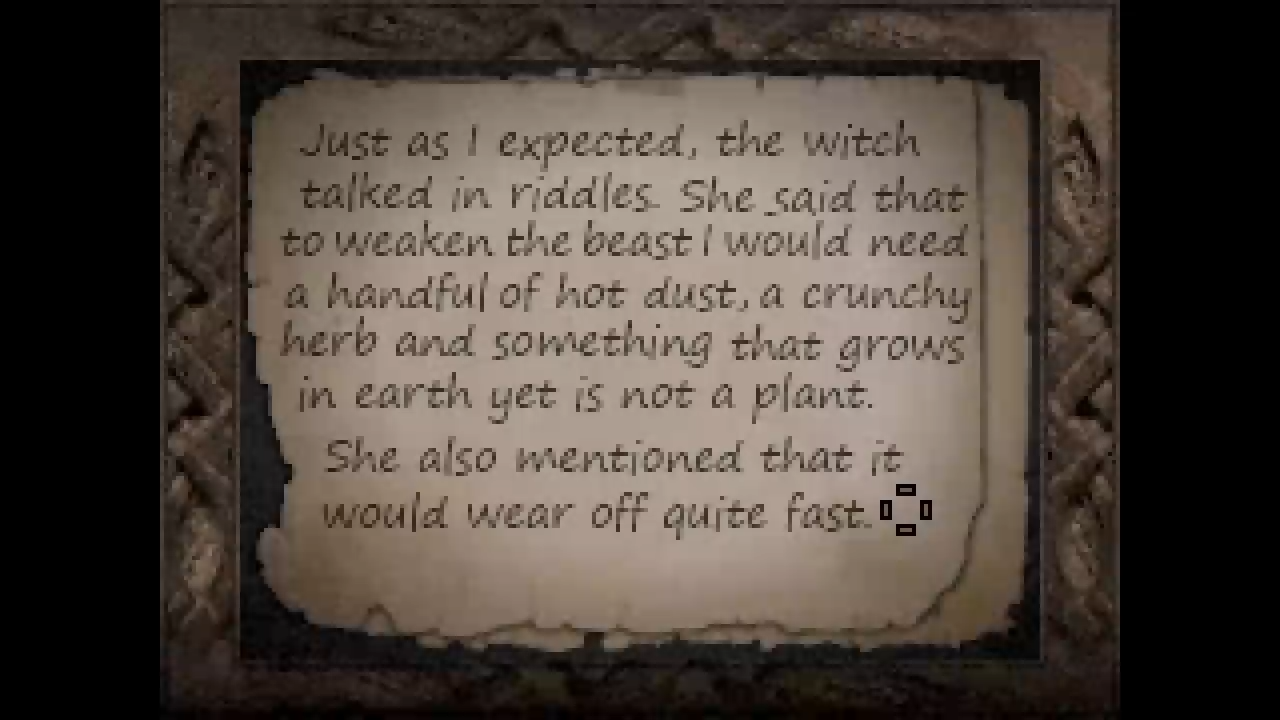 Just as I expected, the witch
talked in riddles. She said that
to weaken the beast I would need
a handful of hot dust, a crunchy
herb and something that grows
in earth yet is not a plant.
She also mentioned that it
would wear off quite fast.